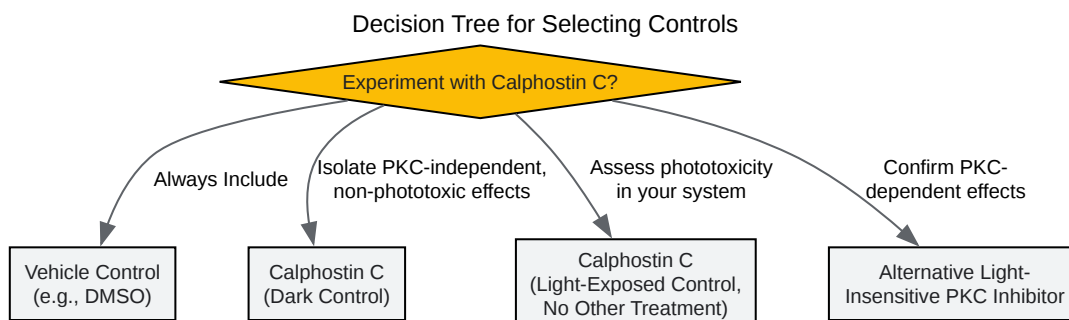 Decision Tree for Selecting Controls
Experiment with Calphostin C?
Always Include
Isolate PKC-independent,
non-phototoxic effects
Assess phototoxicity
in your system
Confirm PKC-
dependent effects
Vehicle Control
(e.g., DMSO)
Calphostin C
(Dark Control)
Calphostin C
(Light-Exposed Control,
No Other Treatment)
Alternative Light-
Insensitive PKC Inhibitor